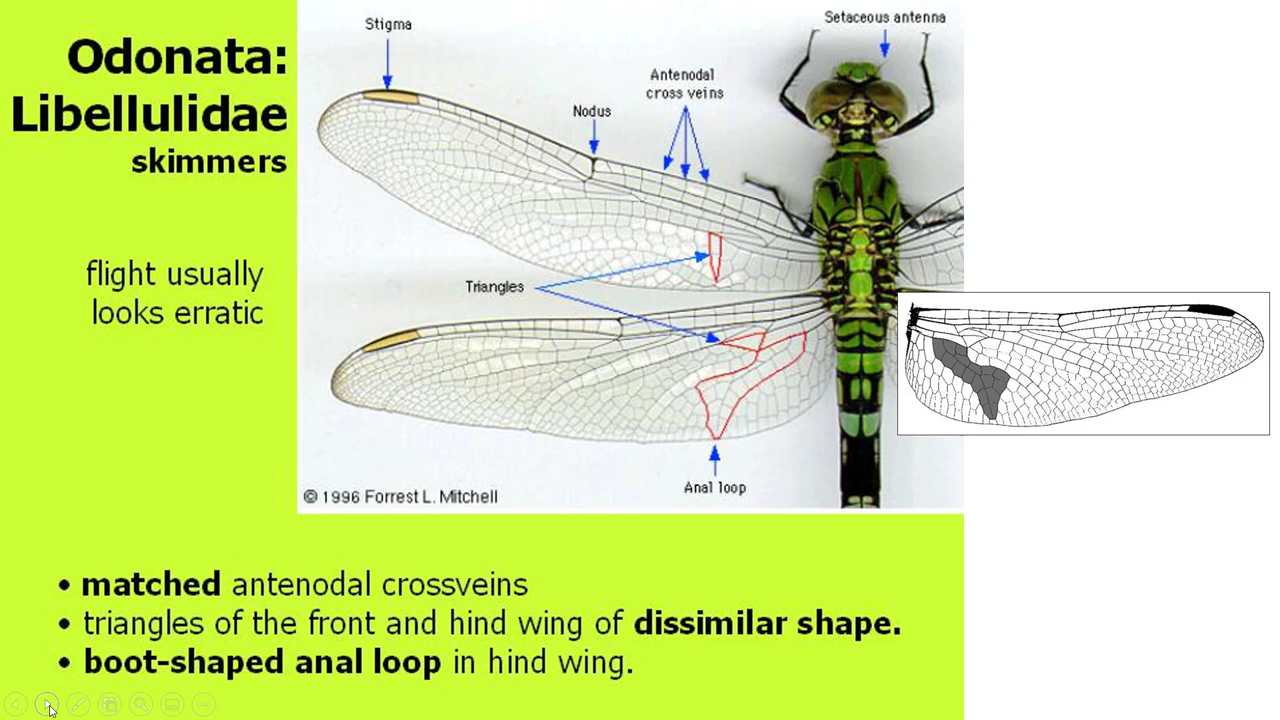 Odonata:
Libellulidae
skimmers
flight usually
looks erratic
Stigma
Setaceous antenna
Antenodal
cross veins
Nodus
Triangles
Anal loop
© 1996 Forrest L. Mitchell
• matched antenodal crossveins
• triangles of the front and hind wing of dissimilar shape.
• boot-shaped anal loop in hind wing.